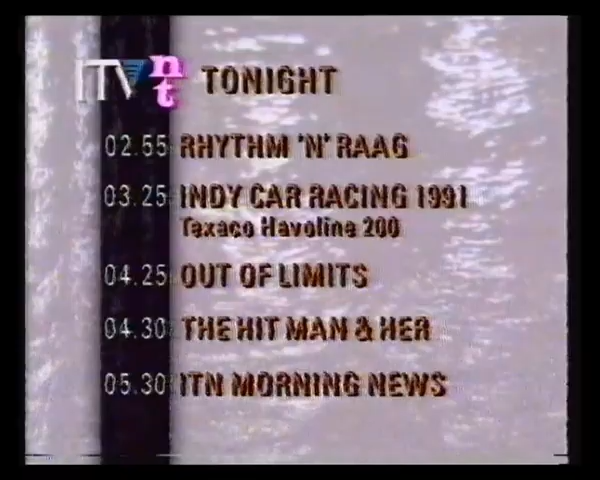 ITV nt TONIGHT
02.55 RHYTHM 'N' RAAG
03.25 INDY CAR RACING 1991
Texaco Havoline 200
04.25 OUT OF LIMITS
04.30 THE HIT MAN & HER
05.30 ITN MORNING NEWS